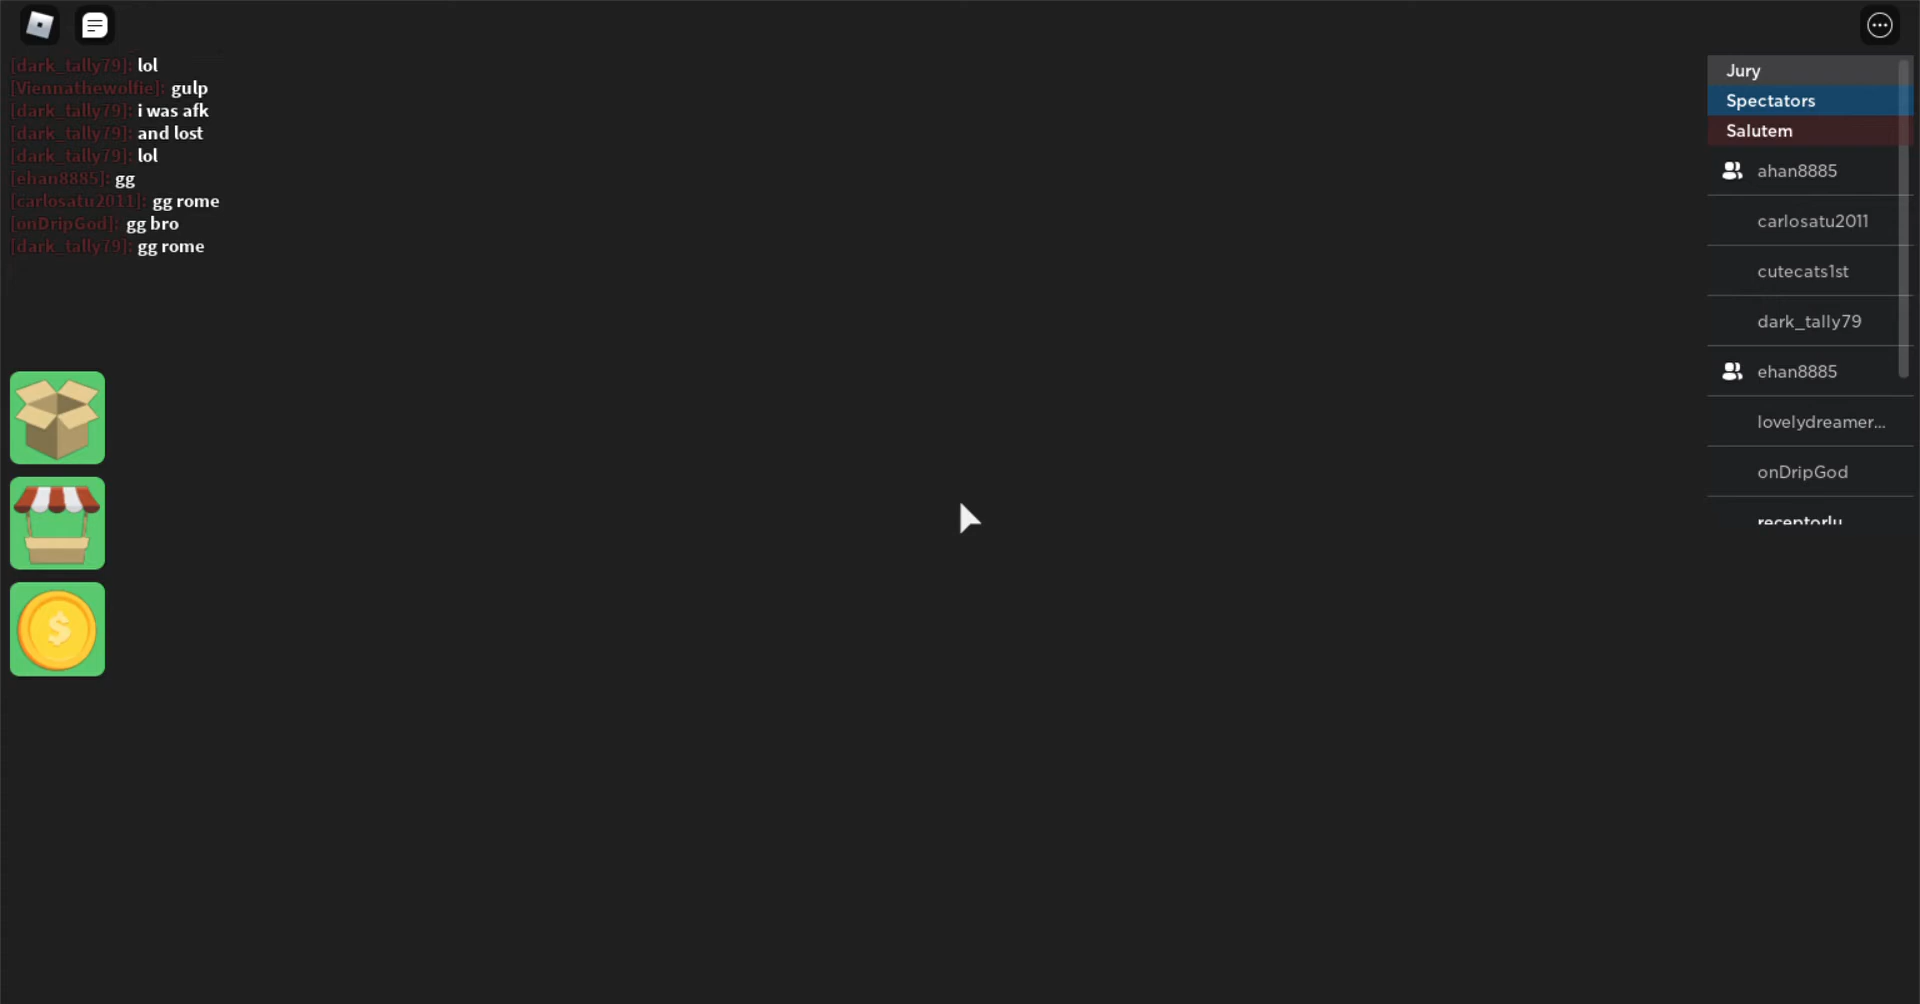 [dark_tally79]: lol
[Viennathewolfie]: gulp
[dark_tally79]: i was afk
[dark_tally79]: and lost
[dark_tally79]: lol
[ehan8885]: gg
[carlosatu2011]: gg rome
[onDripGod]: gg bro
[dark_tally79]: gg rome
Jury
Spectators
Salutem
ahan8885
carlosatu2011
cutecats1st
dark_tally79
ehan8885
lovelydreamer...
onDripGod
receptorlu
$